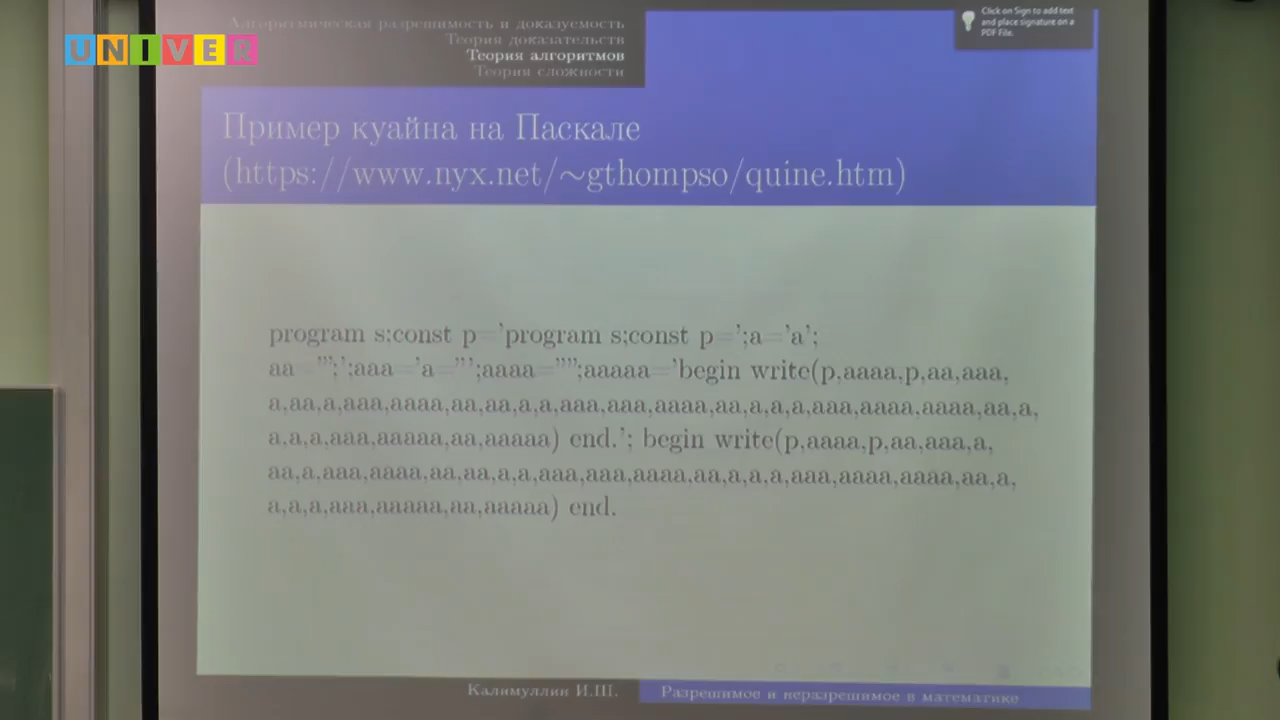 Алгоритмическая разрешимость и доказуемость
Теория доказательств
Теория алгоритмов
Теория сложности
UNIVER
Click on Sign to add text
and place signature on a
PDF File.
Пример куайна на Паскале
(https://www.nyx.net/~gthompso/quine.htm)
program s;const p='program s;const p=';a='a';
aa=''';';aaa='a=''';aaaa='''';aaaaa='begin write(p,aaaa,p,aa,aaa,
a,aa,a,aaa,aaaa,aa,aa,a,a,aaa,aaa,aaaa,aa,a,a,a,aaa,aaaa,aaaa,aa,a,
a,a,a,aaa,aaaaa,aa,aaaaa) end.'; begin write(p,aaaa,p,aa,aaa,a,
aa,a,aaa,aaaa,aa,aa,a,a,aaa,aaa,aaaa,aa,a,a,a,aaa,aaaa,aaaa,aa,a,
a,a,a,aaa,aaaaa,aa,aaaaa) end.
Калимуллин И.Ш.
Разрешимое и неразрешимое в математике